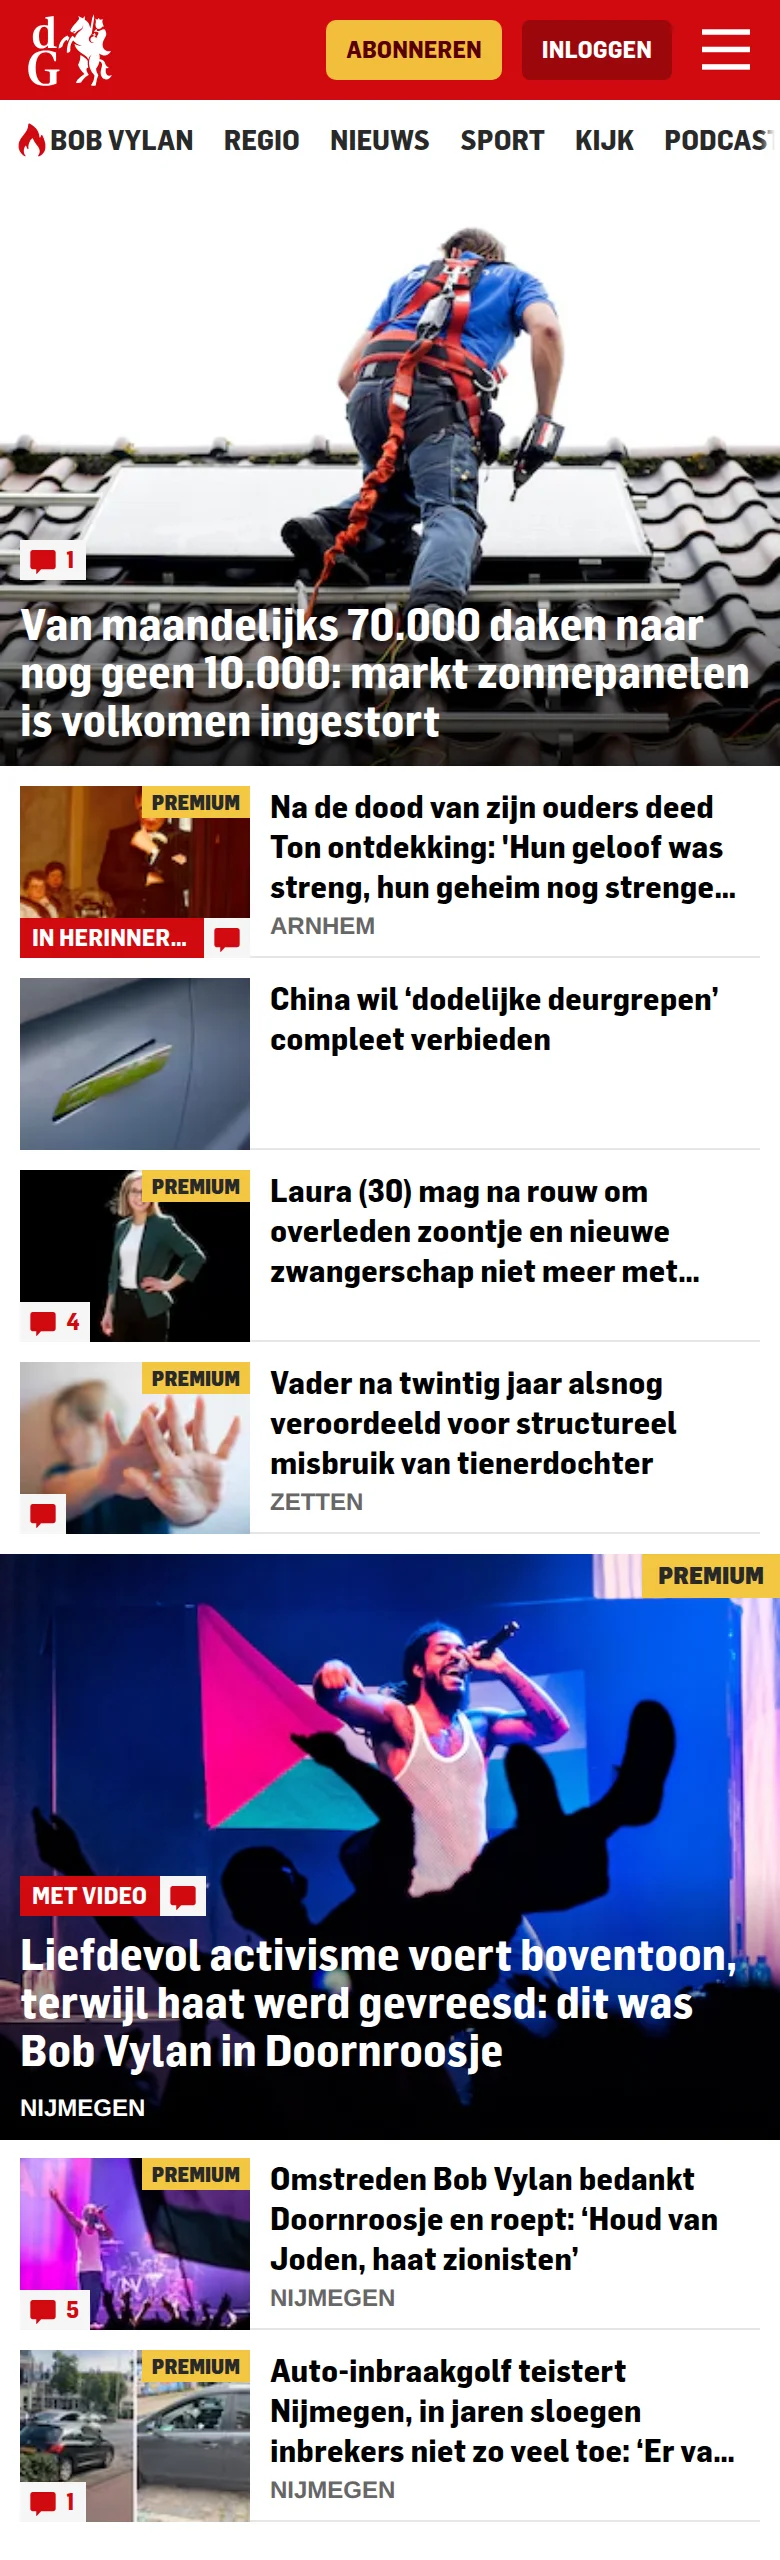 d
G
ABONNEREN
INLOGGEN
BOB VYLAN REGIO NIEUWS SPORT KIJK PODCAST
1
Van maandelijks 70.000 daken naar
nog geen 10.000: markt zonnepanelen
is volkomen ingestort
PREMIUM
IN HERINNER...
Na de dood van zijn ouders deed
Ton ontdekking: 'Hun geloof was
streng, hun geheim nog strenge...
ARNHEM
China wil ‘dodelijke deurgrepen’
compleet verbieden
PREMIUM
4
Laura (30) mag na rouw om
overleden zoontje en nieuwe
zwangerschap niet meer met...
PREMIUM
Vader na twintig jaar alsnog
veroordeeld voor structureel
misbruik van tienerdochter
ZETTEN
PREMIUM
MET VIDEO
Liefdevol activisme voert boventoon,
terwijl haat werd gevreesd: dit was
Bob Vylan in Doornroosje
NIJMEGEN
PREMIUM
5
Omstreden Bob Vylan bedankt
Doornroosje en roept: ‘Houd van
Joden, haat zionisten’
NIJMEGEN
PREMIUM
1
Auto-inbraakgolf teistert
Nijmegen, in jaren sloegen
inbrekers niet zo veel toe: ‘Er va...
NIJMEGEN